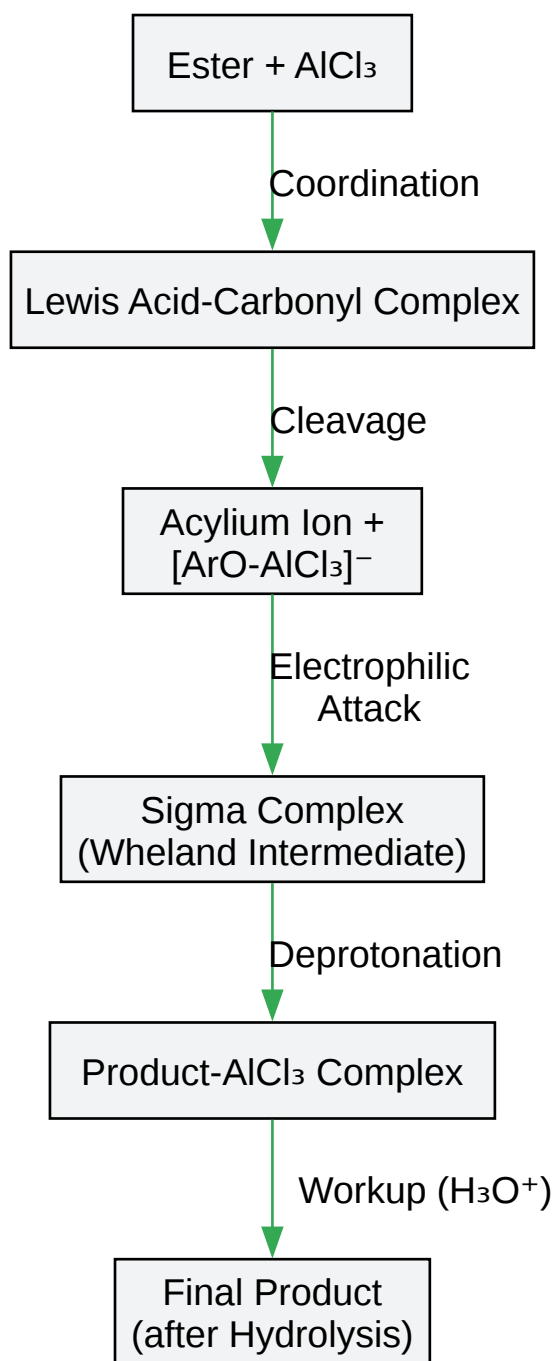 Ester + AlCl₃
Coordination
Lewis Acid-Carbonyl Complex
Cleavage
Acylium Ion +
[ArO-AlCl₃]⁻
Electrophilic
Attack
Sigma Complex
(Wheland Intermediate)
Deprotonation
Product-AlCl₃ Complex
Workup (H₃O⁺)
Final Product
(after Hydrolysis)